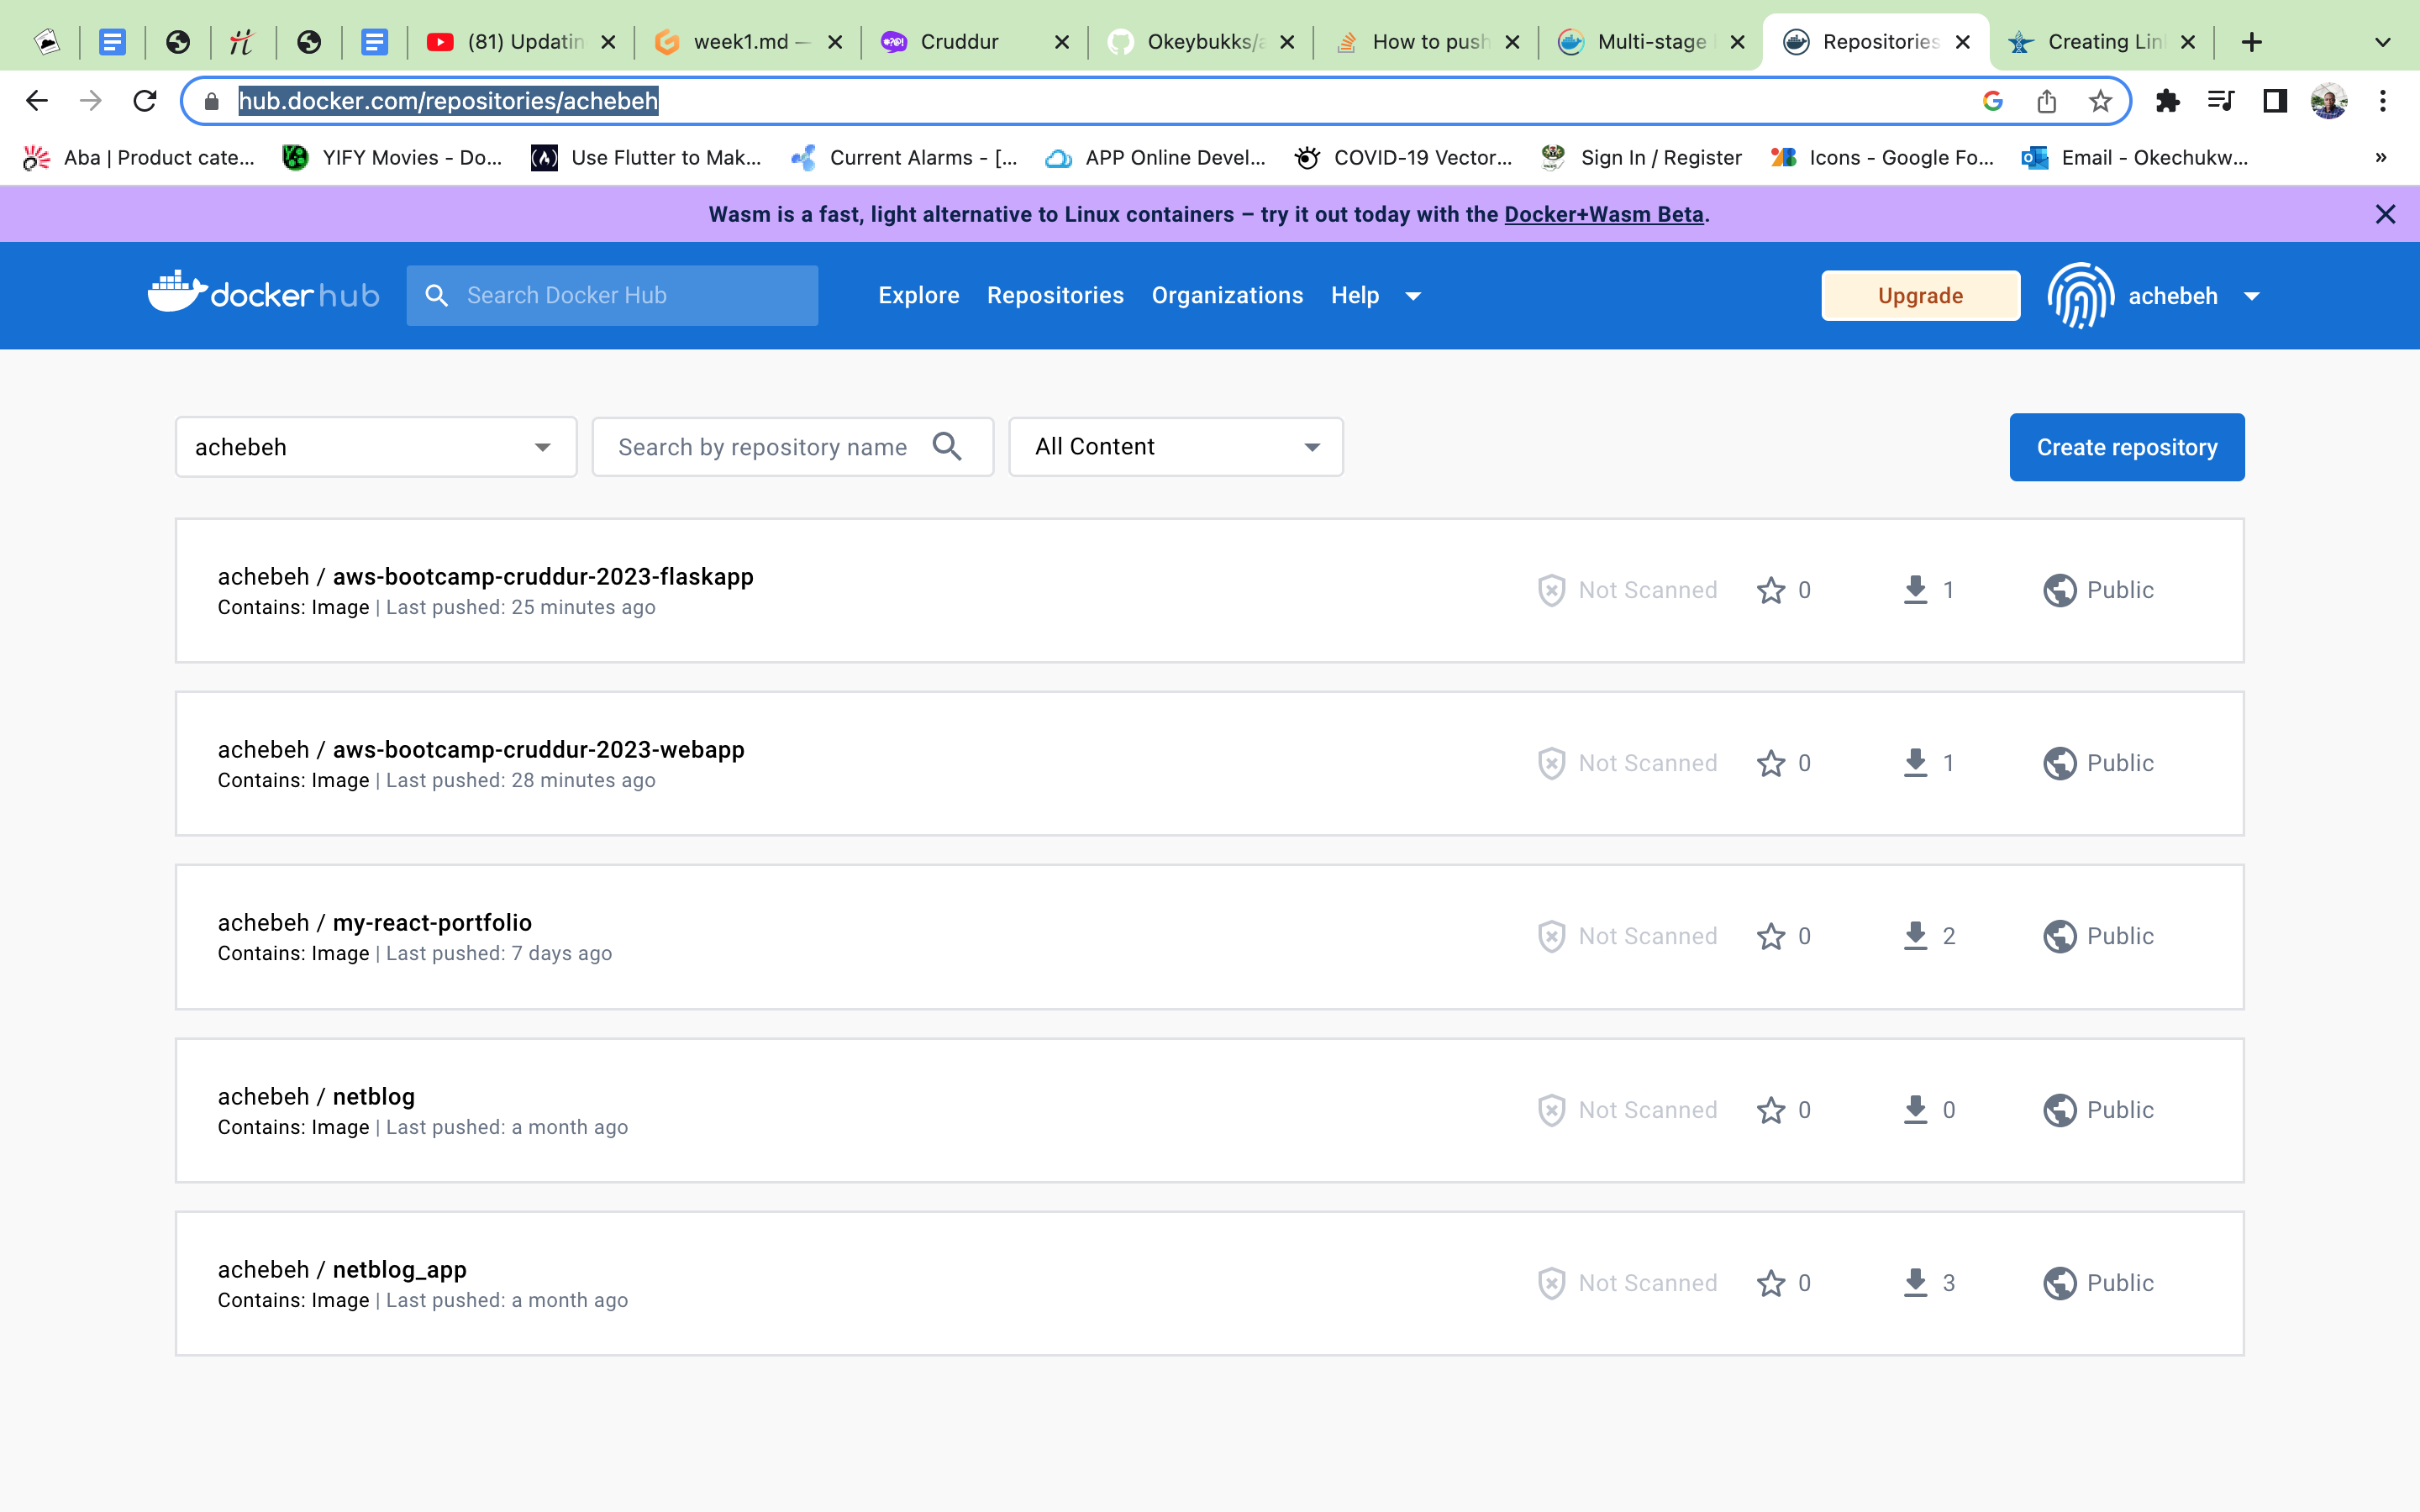 (81) Updatin
week1.md —
Cruddur
Okeybukks/a
How to push
Multi-stage
Repositories
Creating Lin
hub.docker.com/repositories/achebeh
Aba | Product cate...
YIFY Movies - Do...
Use Flutter to Mak...
Current Alarms - [...
APP Online Devel...
COVID-19 Vector...
Sign In / Register
Icons - Google Fo...
Email - Okechukw...
»
Wasm is a fast, light alternative to Linux containers – try it out today with the Docker+Wasm Beta.
docker hub
Search Docker Hub
Explore
Repositories
Organizations
Help
Upgrade
achebeh
achebeh
Search by repository name
All Content
Create repository
achebeh / aws-bootcamp-cruddur-2023-flaskapp
Contains: Image | Last pushed: 25 minutes ago
Not Scanned
0
1
Public
achebeh / aws-bootcamp-cruddur-2023-webapp
Contains: Image | Last pushed: 28 minutes ago
Not Scanned
0
1
Public
achebeh / my-react-portfolio
Contains: Image | Last pushed: 7 days ago
Not Scanned
0
2
Public
achebeh / netblog
Contains: Image | Last pushed: a month ago
Not Scanned
0
0
Public
achebeh / netblog_app
Contains: Image | Last pushed: a month ago
Not Scanned
0
3
Public